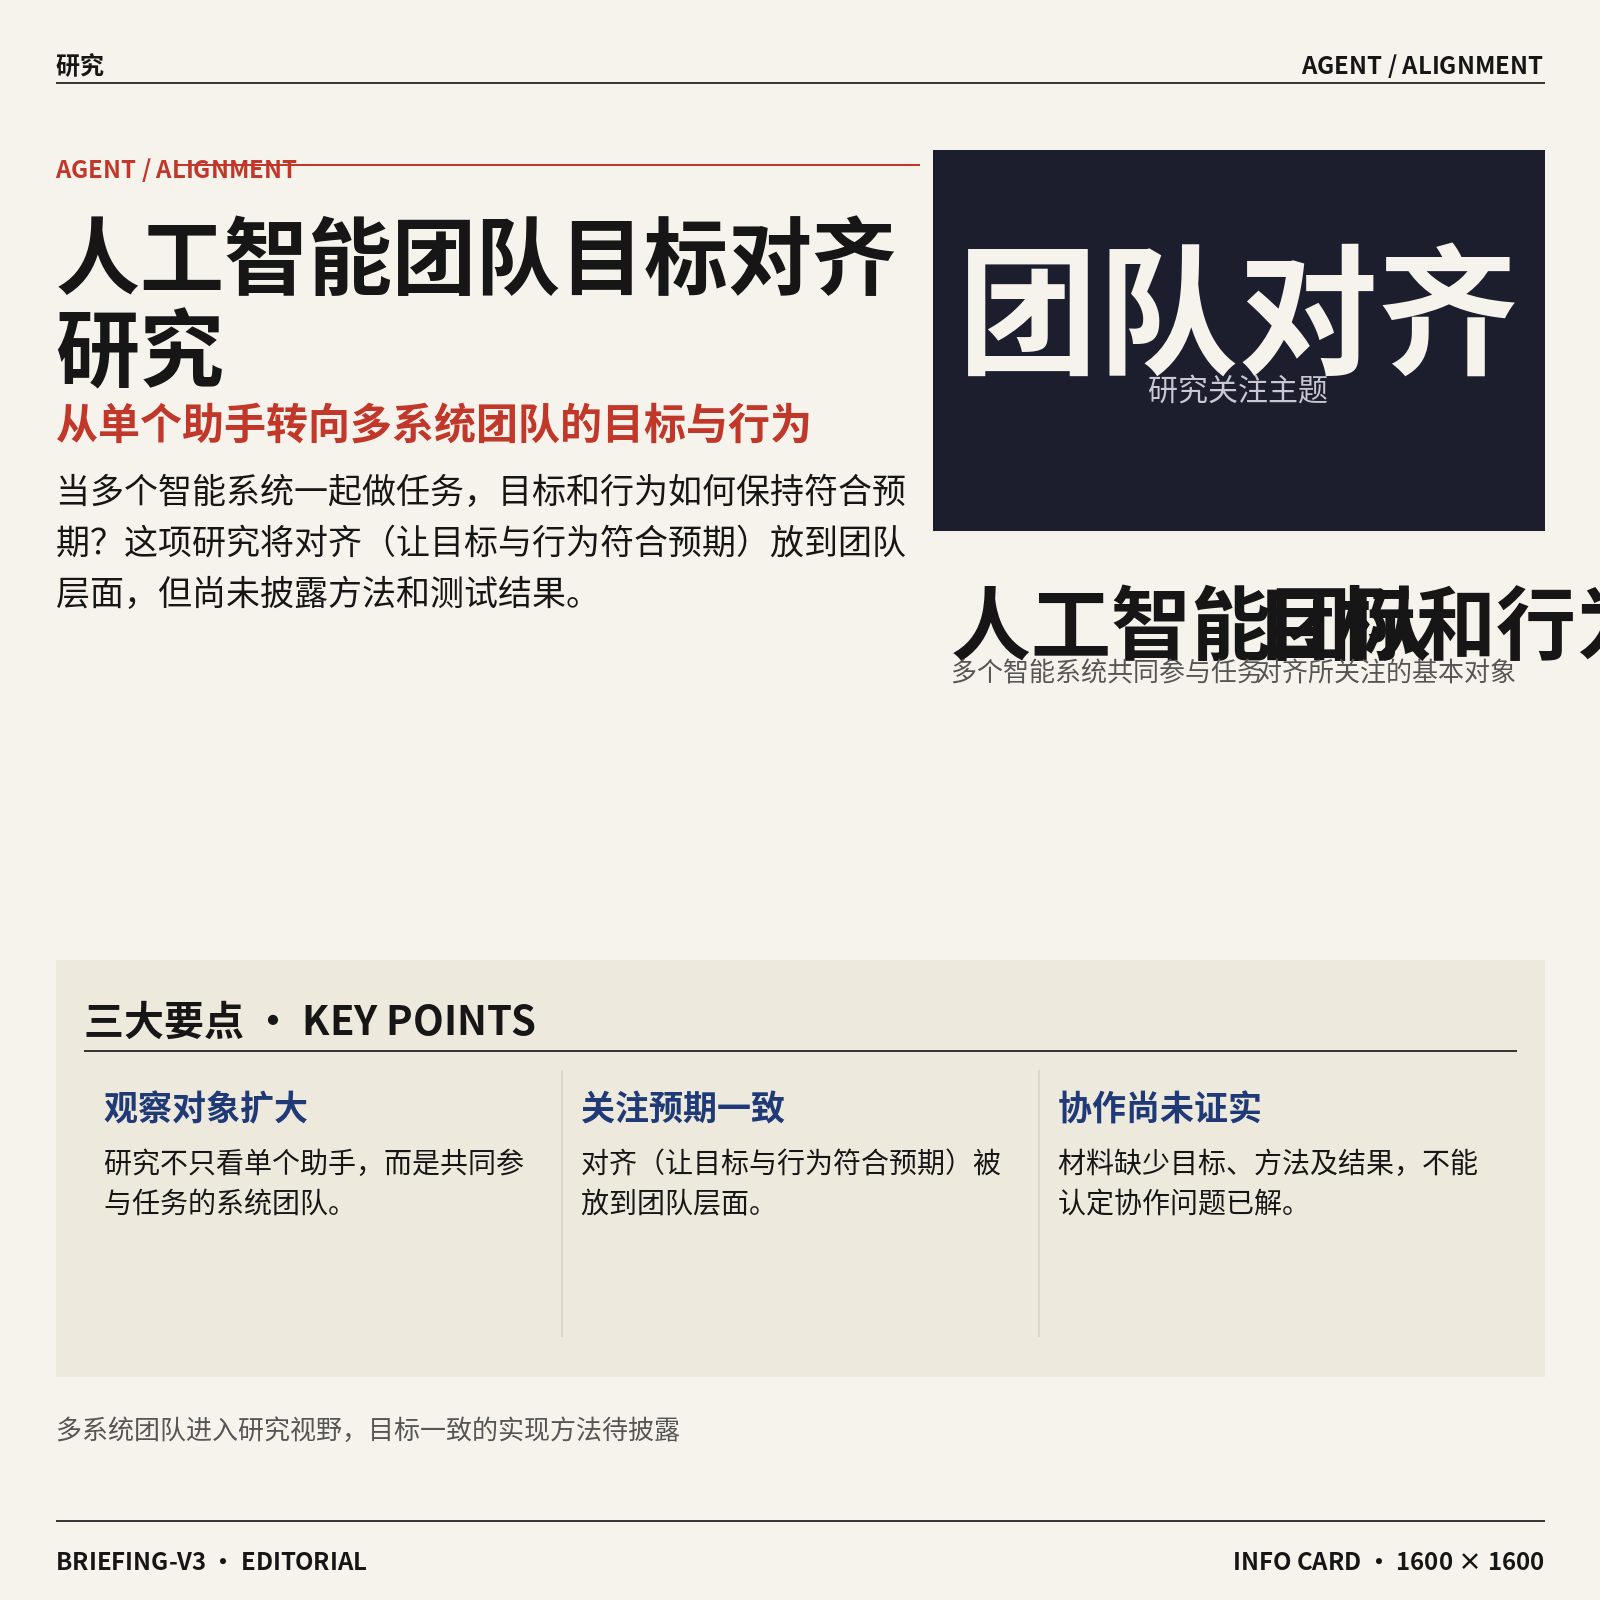 研究
AGENT / ALIGNMENT
AGENT / ALIGNMENT
人工智能团队目标对齐
研究
从单个助手转向多系统团队的目标与行为
当多个智能系统一起做任务，目标和行为如何保持符合预
期？这项研究将对齐（让目标与行为符合预期）放到团队
层面，但尚未披露方法和测试结果。
团队对齐
研究关注主题
人工智能团队
目标和行为
多个智能系统共同参与任务
对齐所关注的基本对象
三大要点 · KEY POINTS
观察对象扩大
研究不只看单个助手，而是共同参
与任务的系统团队。
关注预期一致
对齐（让目标与行为符合预期）被
放到团队层面。
协作尚未证实
材料缺少目标、方法及结果，不能
认定协作问题已解。
多系统团队进入研究视野，目标一致的实现方法待披露
BRIEFING-V3 · EDITORIAL
INFO CARD · 1600 × 1600